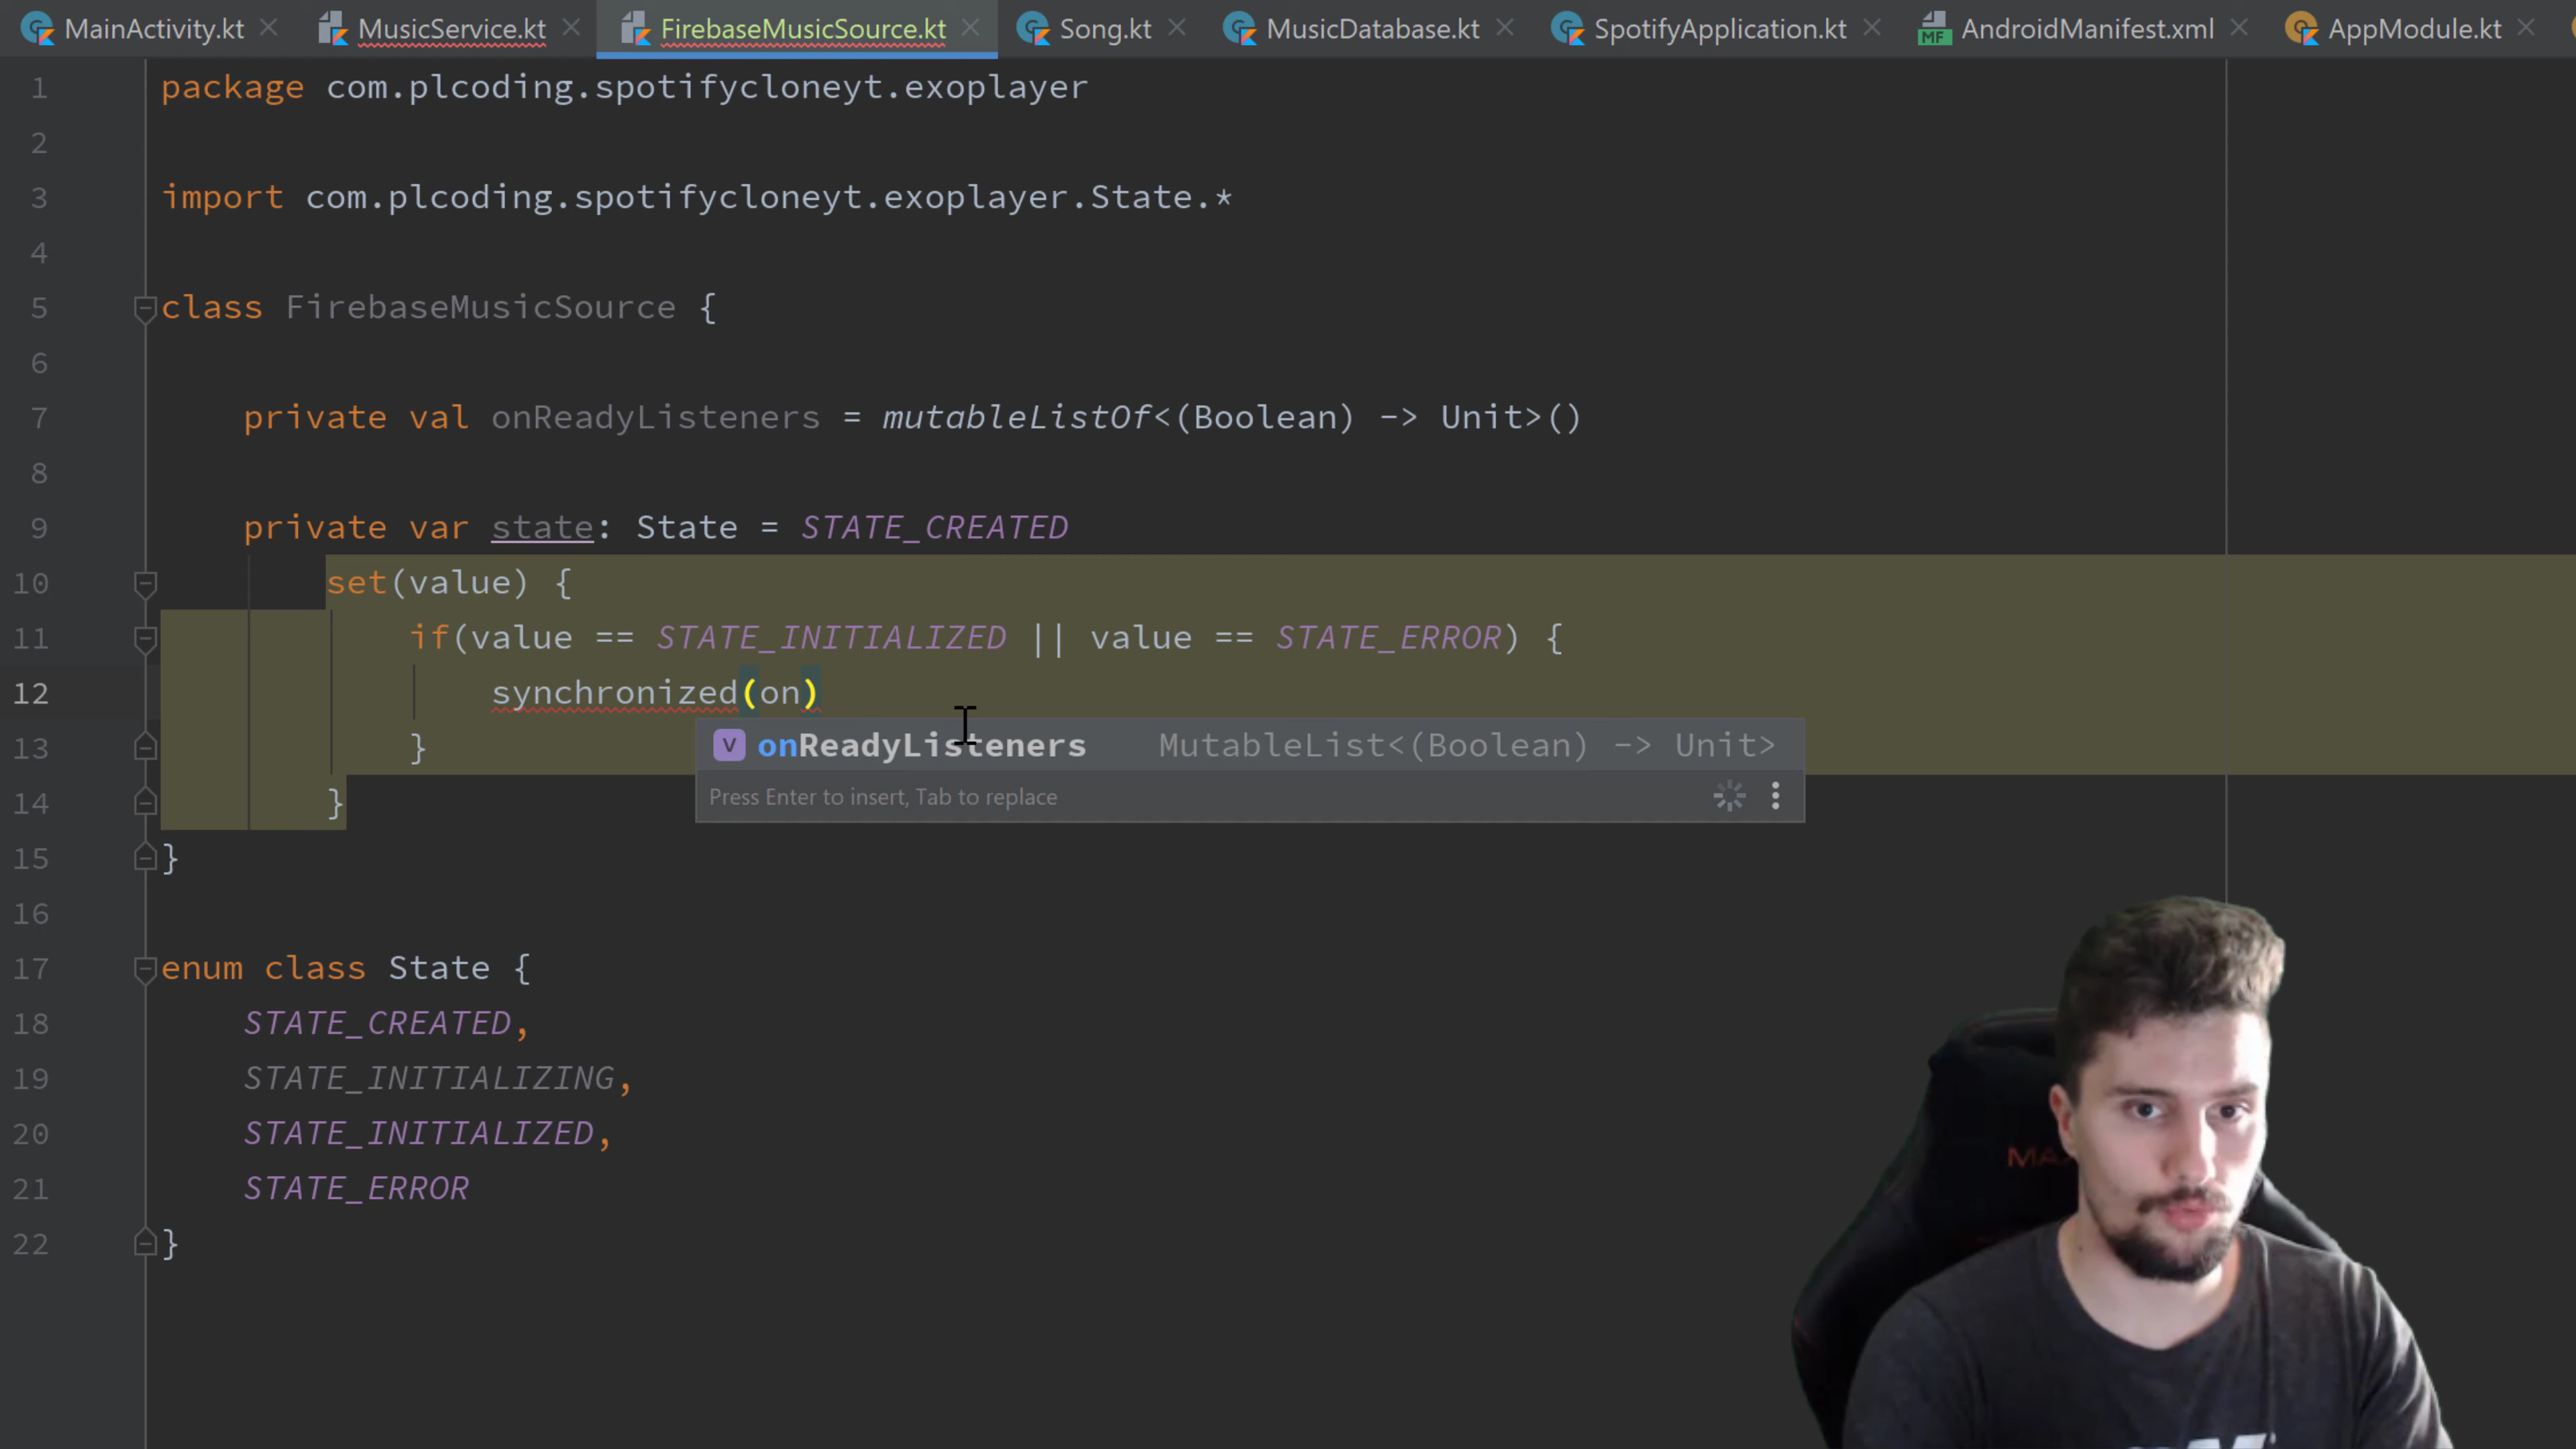 MainActivity.kt MusicService.kt FirebaseMusicSource.kt Song.kt MusicDatabase.kt SpotifyApplication.kt MF AndroidManifest.xml AppModule.kt
1 package com.plcoding.spotifycloneyt.exoplayer
2
3 import com.plcoding.spotifycloneyt.exoplayer.State.*
4
5 class FirebaseMusicSource {
6
7 private val onReadyListeners = mutableListOf<(Boolean) -> Unit>()
8
9 private var state: State = STATE_CREATED
10 set(value) {
11 if(value == STATE_INITIALIZED || value == STATE_ERROR) {
12 synchronized(on)
13 }
v onReadyListeners MutableList<(Boolean) -> Unit>
Press Enter to insert, Tab to replace
14 }
15 }
16
17 enum class State {
18 STATE_CREATED,
19 STATE_INITIALIZING,
20 STATE_INITIALIZED,
21 STATE_ERROR
22 }